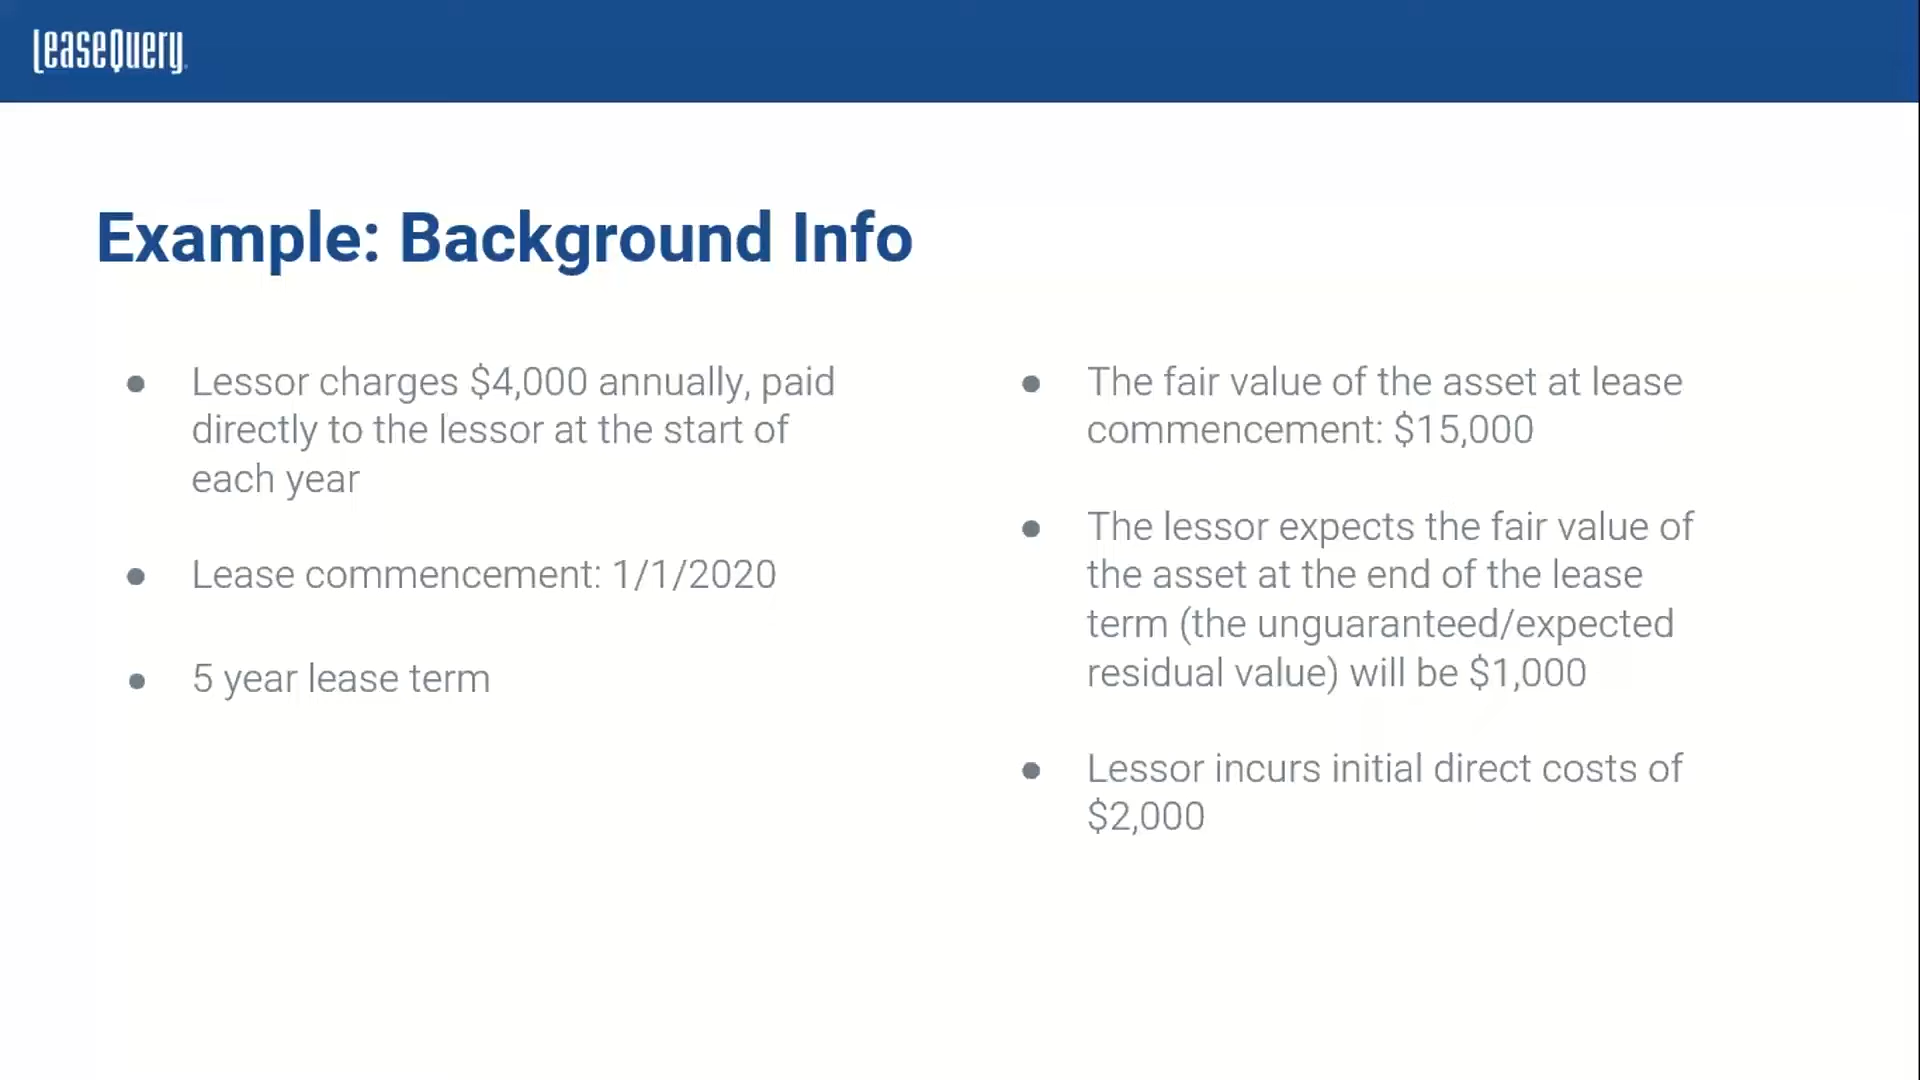 LeaseQuery
Example: Background Info
● Lessor charges $4,000 annually, paid
directly to the lessor at the start of
each year
● Lease commencement: 1/1/2020
● 5 year lease term
● The fair value of the asset at lease
commencement: $15,000
● The lessor expects the fair value of
the asset at the end of the lease
term (the unguaranteed/expected
residual value) will be $1,000
● Lessor incurs initial direct costs of
$2,000